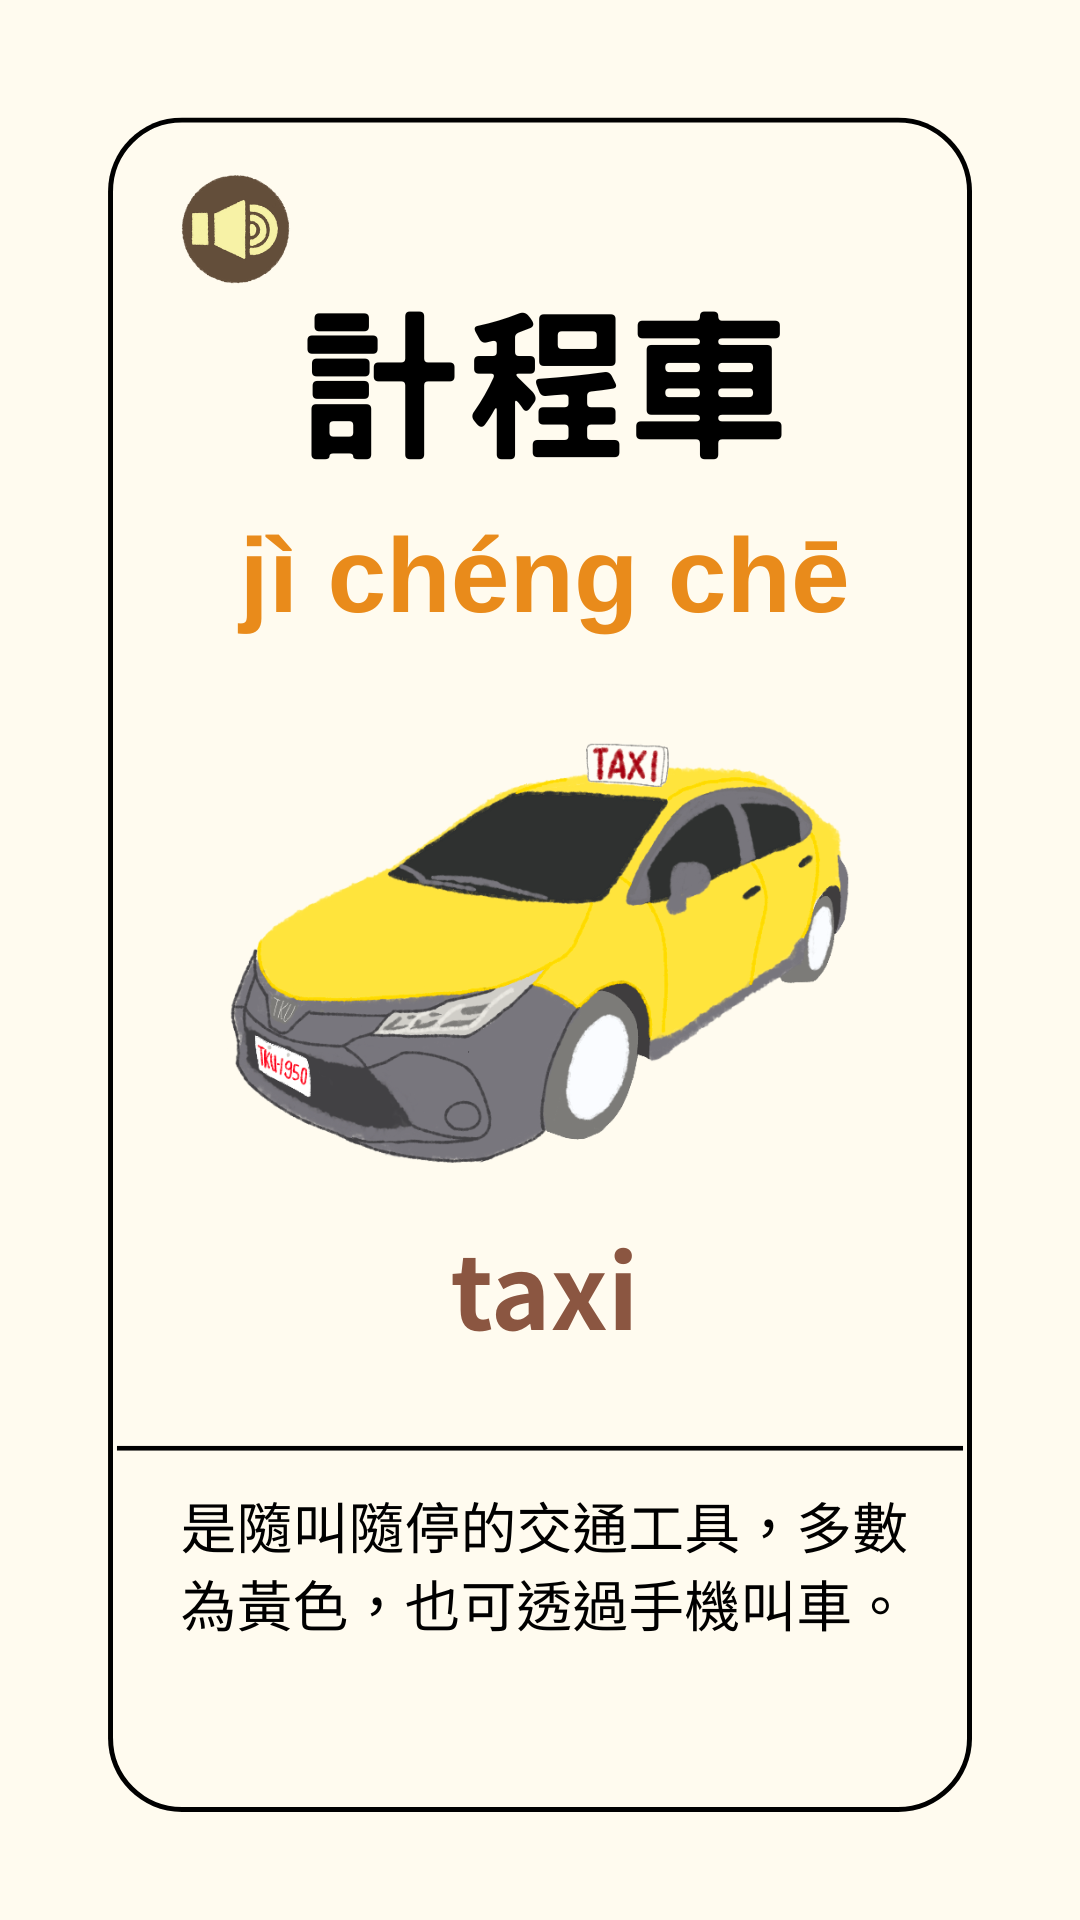 計程車
jì chéng chē
TAXI
TKU
TKU-1950
taxi
是隨叫隨停的交通工具，多數
為黃色，也可透過手機叫車。